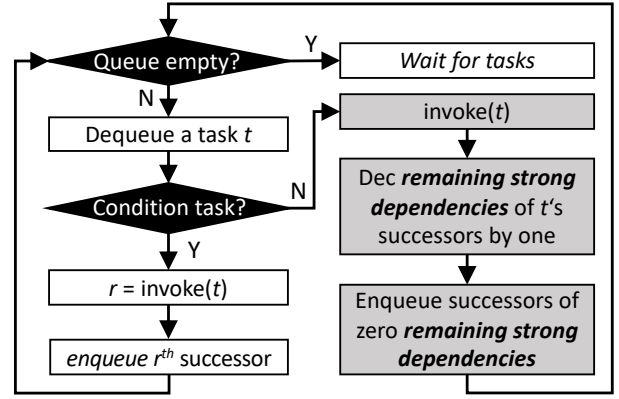 Queue empty?
Y
Wait for tasks
N
Dequeue a task t
Condition task?
N
Y
r = invoke(t)
enqueue rth successor
invoke(t)
Dec remaining strong
dependencies of t‘s
successors by one
Enqueue successors of
zero remaining strong
dependencies